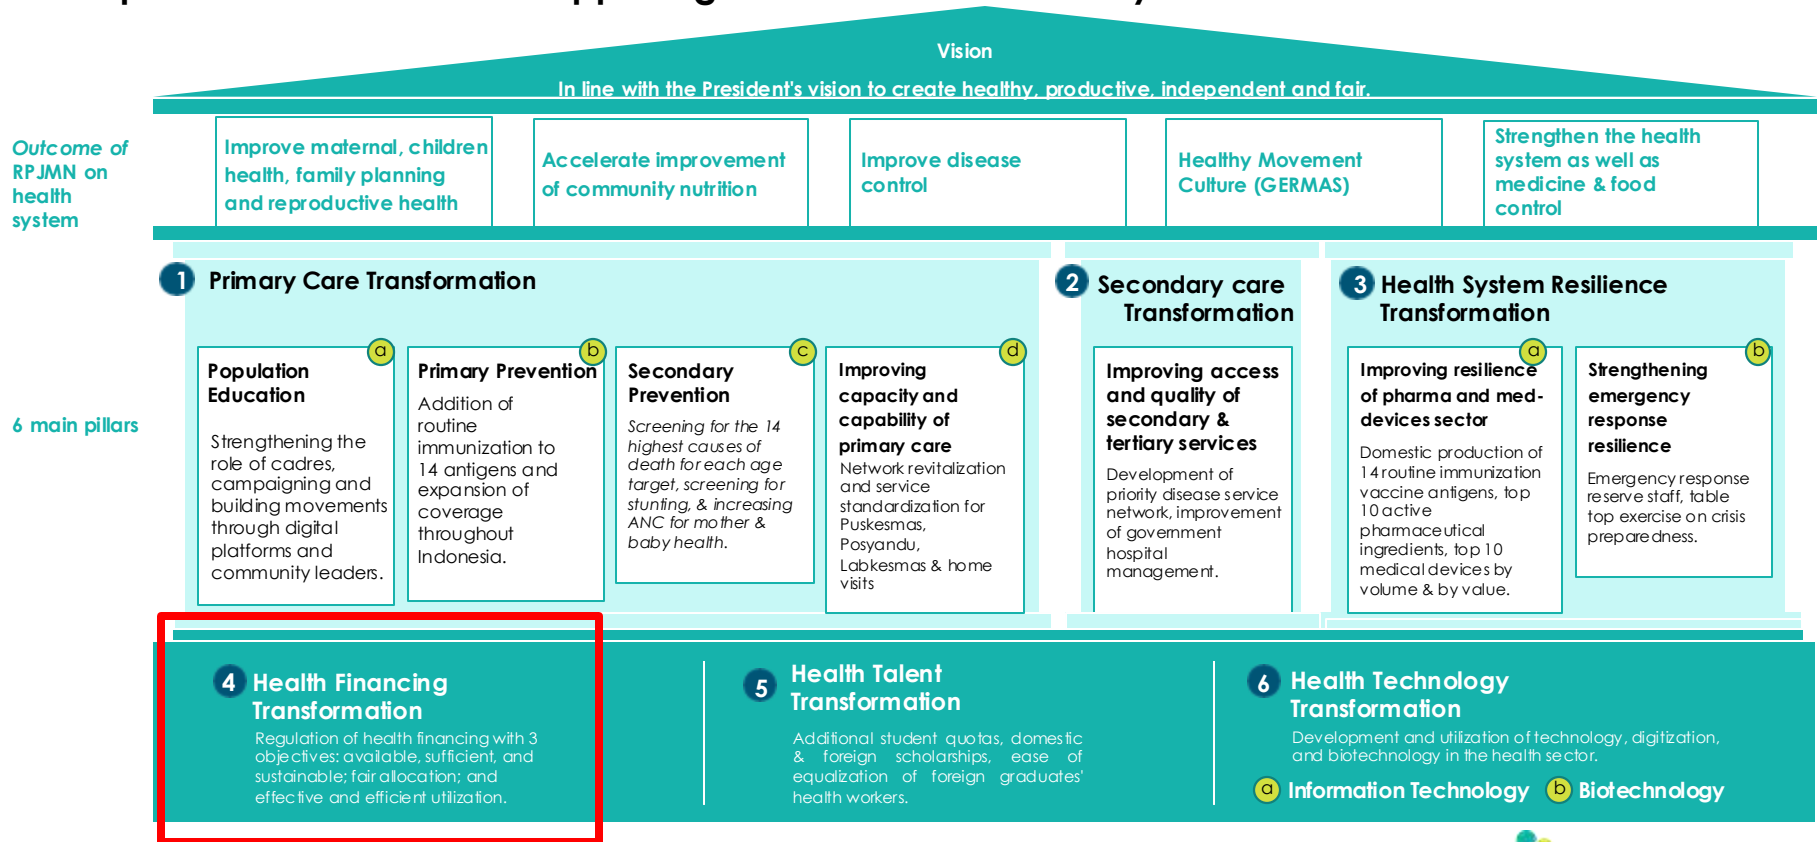 Vision
In line with the President's vision to create healthy, productive, independent and fair.
Outcome of
RPJMN on
health
system
Improve maternal, children
health, family planning
and reproductive health
Accelerate improvement
of community nutrition
Improve disease
control
Healthy Movement
Culture (GERMAS)
Strengthen the health
system as well as
medicine & food
control
6 main pillars
1 Primary Care Transformation
a
Population
Education
Strengthening the
role of cadres,
campaigning and
building movements
through digital
platforms and
community leaders.
b
Primary Prevention
Addition of
routine
immunization to
14 antigens and
expansion of
coverage
throughout
Indonesia.
c
Secondary
Prevention
Screening for the 14
highest causes of
death for each age
target, screening for
stunting, & increasing
ANC for mother &
baby health.
d
Improving
capacity and
capability of
primary care
Network revitalization
and service
standardization for
Puskesmas,
Posyandu,
Labkesmas & home
visits
2 Secondary care
Transformation
Improving access
and quality of
secondary &
tertiary services
Development of
priority disease service
network, improvement
of government
hospital
management.
3 Health System Resilience
Transformation
a
Improving resilience
of pharma and med-
devices sector
Domestic production of
14 routine immunization
vaccine antigens, top
10 active
pharmaceutical
ingredients, top 10
medical devices by
volume & by value.
b
Strengthening
emergency
response
resilience
Emergency response
reserve staff, table
top exercise on crisis
preparedness.
4 Health Financing
Transformation
Regulation of health financing with 3
objectives: available, sufficient, and
sustainable; fair allocation; and
effective and efficient utilization.
5 Health Talent
Transformation
Additional student quotas, domestic
& foreign scholarships, ease of
equalization of foreign graduates'
health workers.
6 Health Technology
Transformation
Development and utilization of technology, digitization,
and biotechnology in the health sector.
a Information Technology b Biotechnology